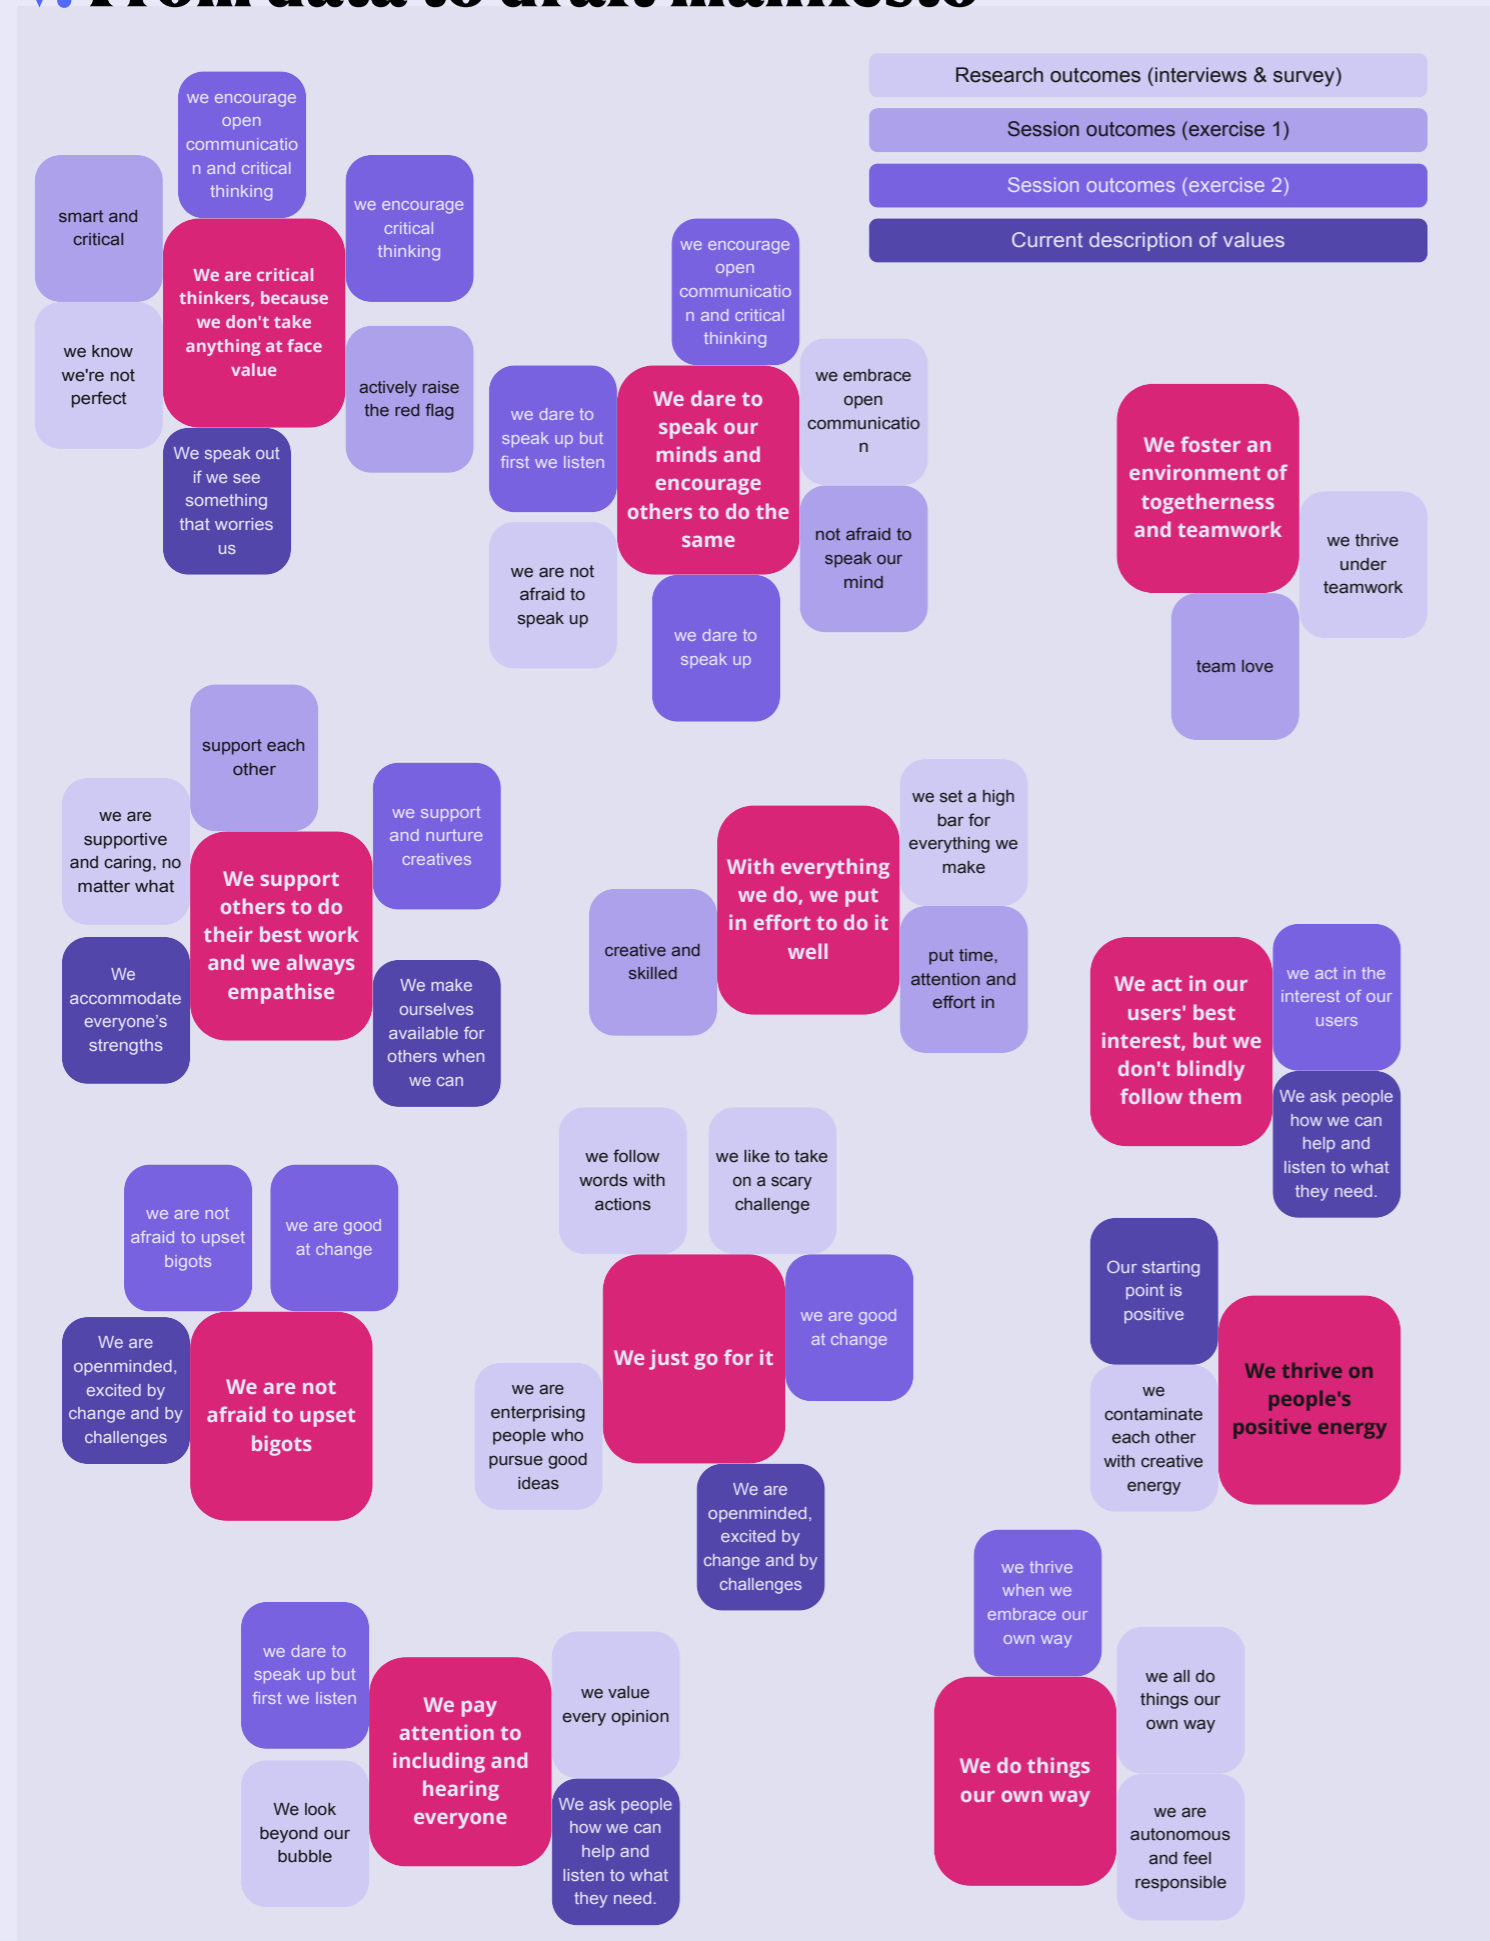 v. From data to draft manifesto
Research outcomes (interviews & survey)
Session outcomes (exercise 1)
Session outcomes (exercise 2)
Current description of values
we encourage
open
communicatio
n and critical
thinking
smart and
critical
we encourage
critical
thinking
We are critical
thinkers, because
we don't take
anything at face
value
we know
we're not
perfect
actively raise
the red flag
We speak out
if we see
something
that worries
us
we encourage
open
communicatio
n and critical
thinking
we dare to
speak up but
first we listen
We dare to
speak our
minds and
encourage
others to do the
same
we embrace
open
communicatio
n
we are not
afraid to
speak up
not afraid to
speak our
mind
we dare to
speak up
We foster an
environment of
togetherness
and teamwork
we thrive
under
teamwork
team love
support each
other
we are
supportive
and caring, no
matter what
we support
and nurture
creatives
We support
others to do
their best work
and we always
empathise
We
accommodate
everyone's
strengths
We make
ourselves
available for
others when
we can
we set a high
bar for
everything we
make
With everything
we do, we put
in effort to do it
well
creative and
skilled
put time,
attention and
effort in
We act in our
users' best
interest, but we
don't blindly
follow them
we act in the
interest of our
users
We ask people
how we can
help and
listen to what
they need.
we are not
afraid to upset
bigots
we are good
at change
We are
openminded,
excited by
change and by
challenges
We are not
afraid to upset
bigots
we follow
words with
actions
we like to take
on a scary
challenge
We just go for it
we are good
at change
we are
enterprising
people who
pursue good
ideas
We are
openminded,
excited by
change and by
challenges
Our starting
point is
positive
we
contaminate
each other
with creative
energy
We thrive on
people's
positive energy
we dare to
speak up but
first we listen
We pay
attention to
including and
hearing
everyone
we value
every opinion
We look
beyond our
bubble
We ask people
how we can
help and
listen to what
they need.
we thrive
when we
embrace our
own way
We do things
our own way
we all do
things our
own way
we are
autonomous
and feel
responsible